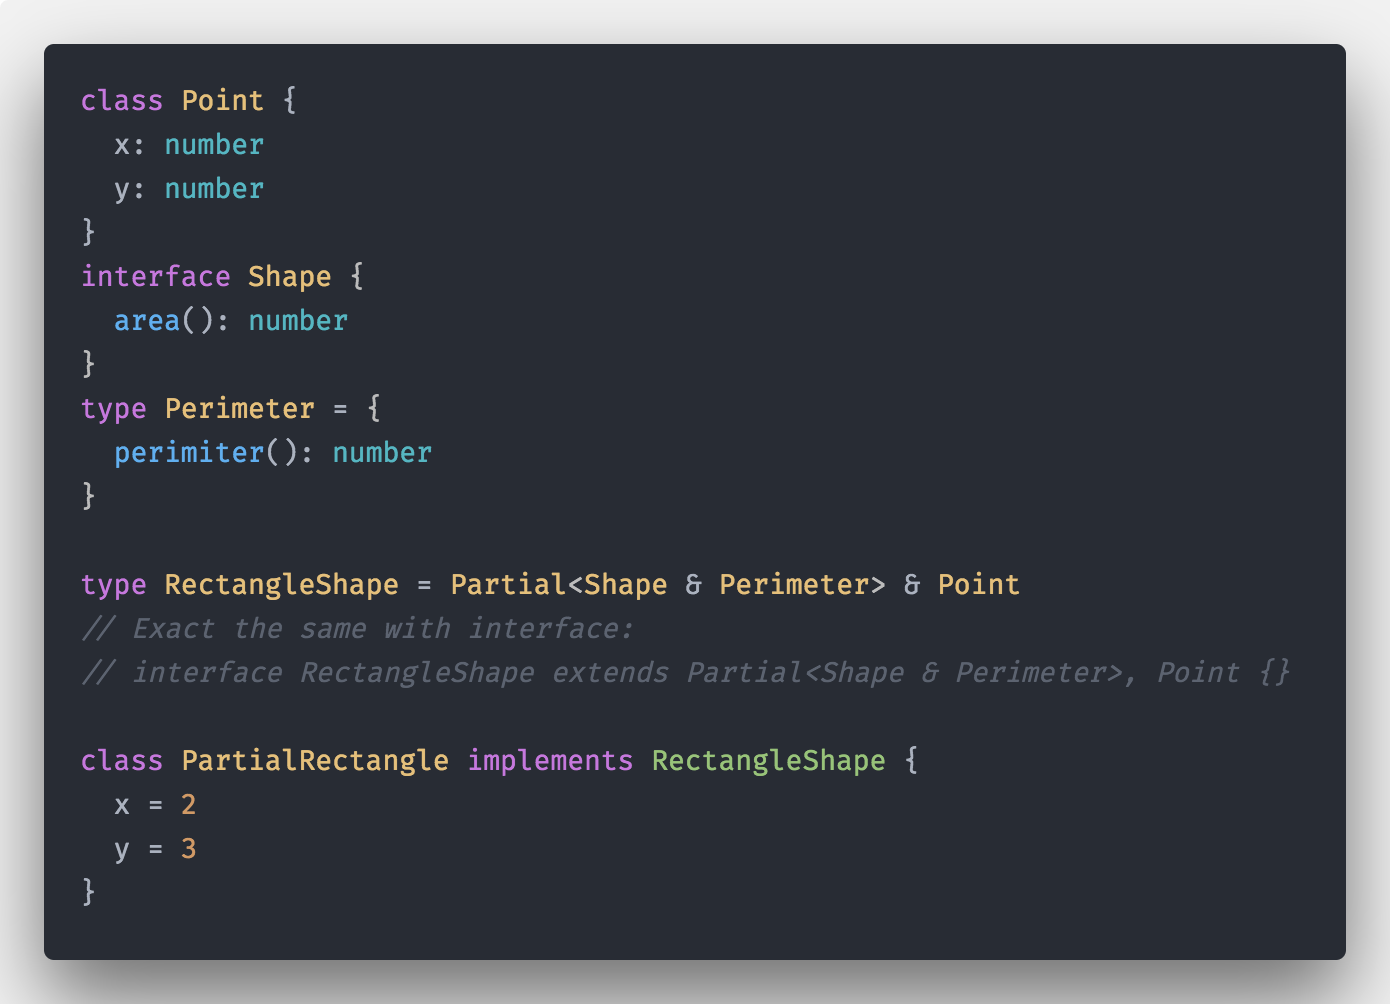 class Point {
  x: number
  y: number
}
interface Shape {
  area(): number
}
type Perimeter = {
  perimiter(): number
}

type RectangleShape = Partial<Shape & Perimeter> & Point
// Exact the same with interface:
// interface RectangleShape extends Partial<Shape & Perimeter>, Point {}

class PartialRectangle implements RectangleShape {
  x = 2
  y = 3
}